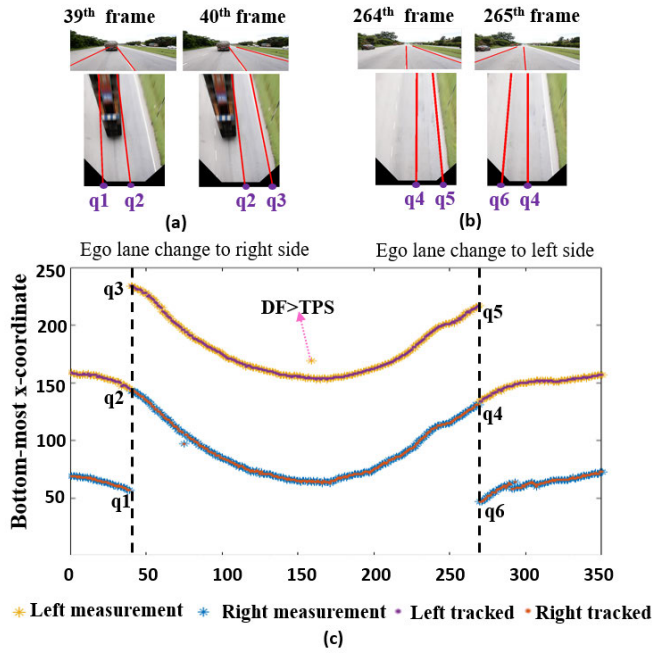 39th frame 40th frame 264th frame 265th frame
q1 q2 q2 q3 q4 q5 q6 q4
(a) (b)
Ego lane change to right side Ego lane change to left side
250
200
150
100
50
Bottom-most x-coordinate
q3
q2
q1
DF>TPS
q5
q4
q6
0 50 100 150 200 250 300 350
Left measurement Right measurement Left tracked Right tracked
(c)